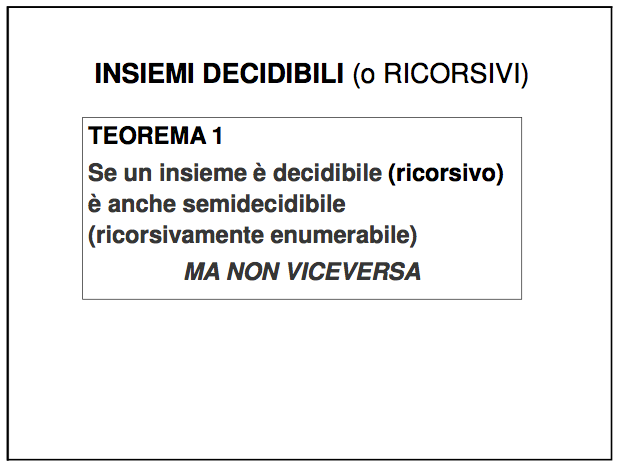 INSIEMI DECIDIBILI (o RICORSIVI)
TEOREMA 1
Se un insieme è decidibile (ricorsivo)
è anche semidecidibile
(ricorsivamente enumerabile)
MA NON VICEVERSA